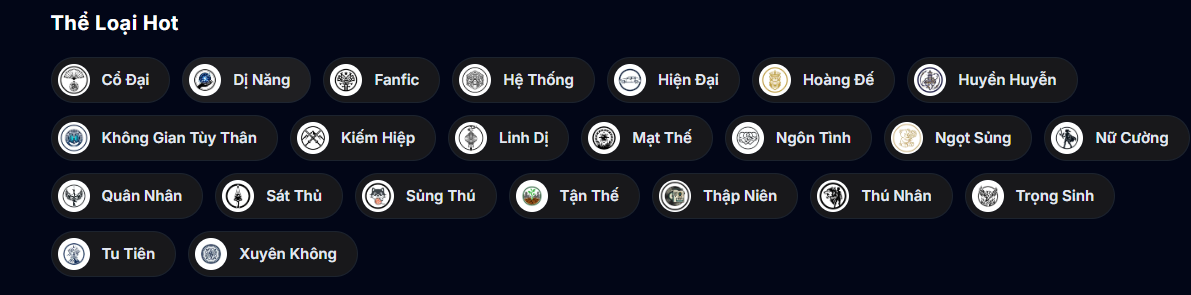 Thể Loại Hot
Cổ Đại Dị Năng Fanfic Hệ Thống Hiện Đại Hoàng Đế Huyền Huyễn
Không Gian Tùy Thân Kiếm Hiệp Linh Dị Mạt Thế Ngôn Tình Ngọt Sủng Nữ Cường
Quân Nhân Sát Thủ Sủng Thú Tận Thế Thập Niên Thú Nhân Trọng Sinh
Tu Tiên Xuyên Không